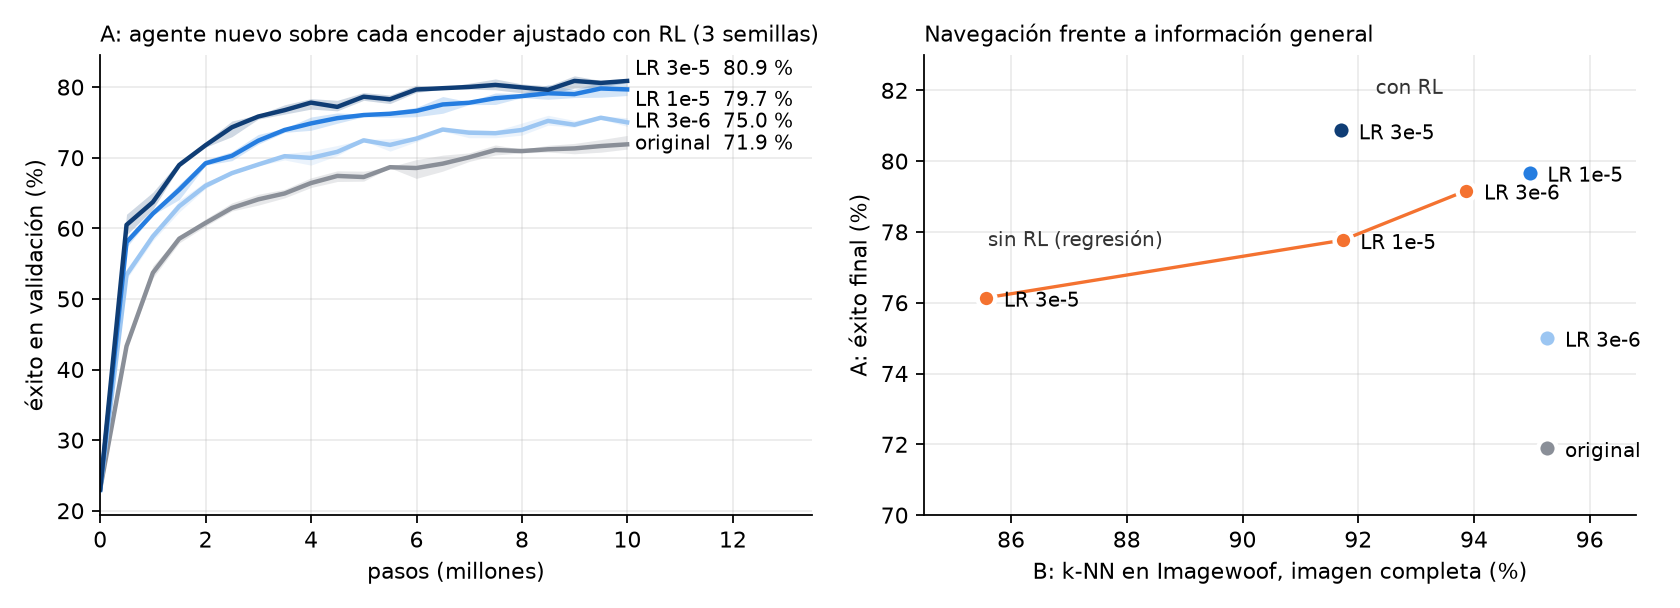 A: agente nuevo sobre cada encoder ajustado con RL (3 semillas)
LR 3e-5  80.9 %
LR 1e-5  79.7 %
LR 3e-6  75.0 %
original  71.9 %
80
70
60
50
40
30
20
éxito en validación (%)
0 2 4 6 8 10 12
pasos (millones)
Navegación frente a información general
82
80
78
76
74
72
70
A: éxito final (%)
con RL
LR 3e-5
LR 1e-5
LR 3e-6
sin RL (regresión)
LR 1e-5
LR 3e-5
LR 3e-6
original
86 88 90 92 94 96
B: k-NN en Imagewoof, imagen completa (%)